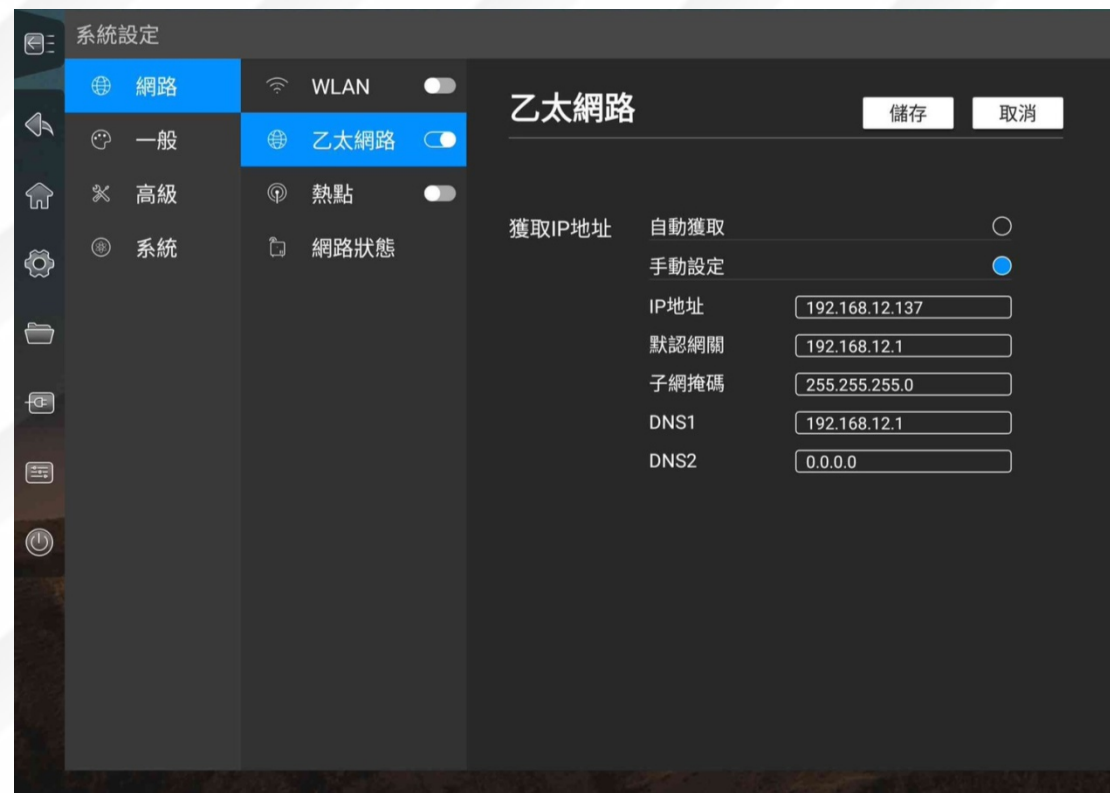 系統設定
網路
一般
高級
系統
WLAN
乙太網路
熱點
網路狀態
乙太網路
儲存
取消
獲取IP地址
自動獲取
手動設定
IP地址 192.168.12.137
默認網關 192.168.12.1
子網掩碼 255.255.255.0
DNS1 192.168.12.1
DNS2 0.0.0.0